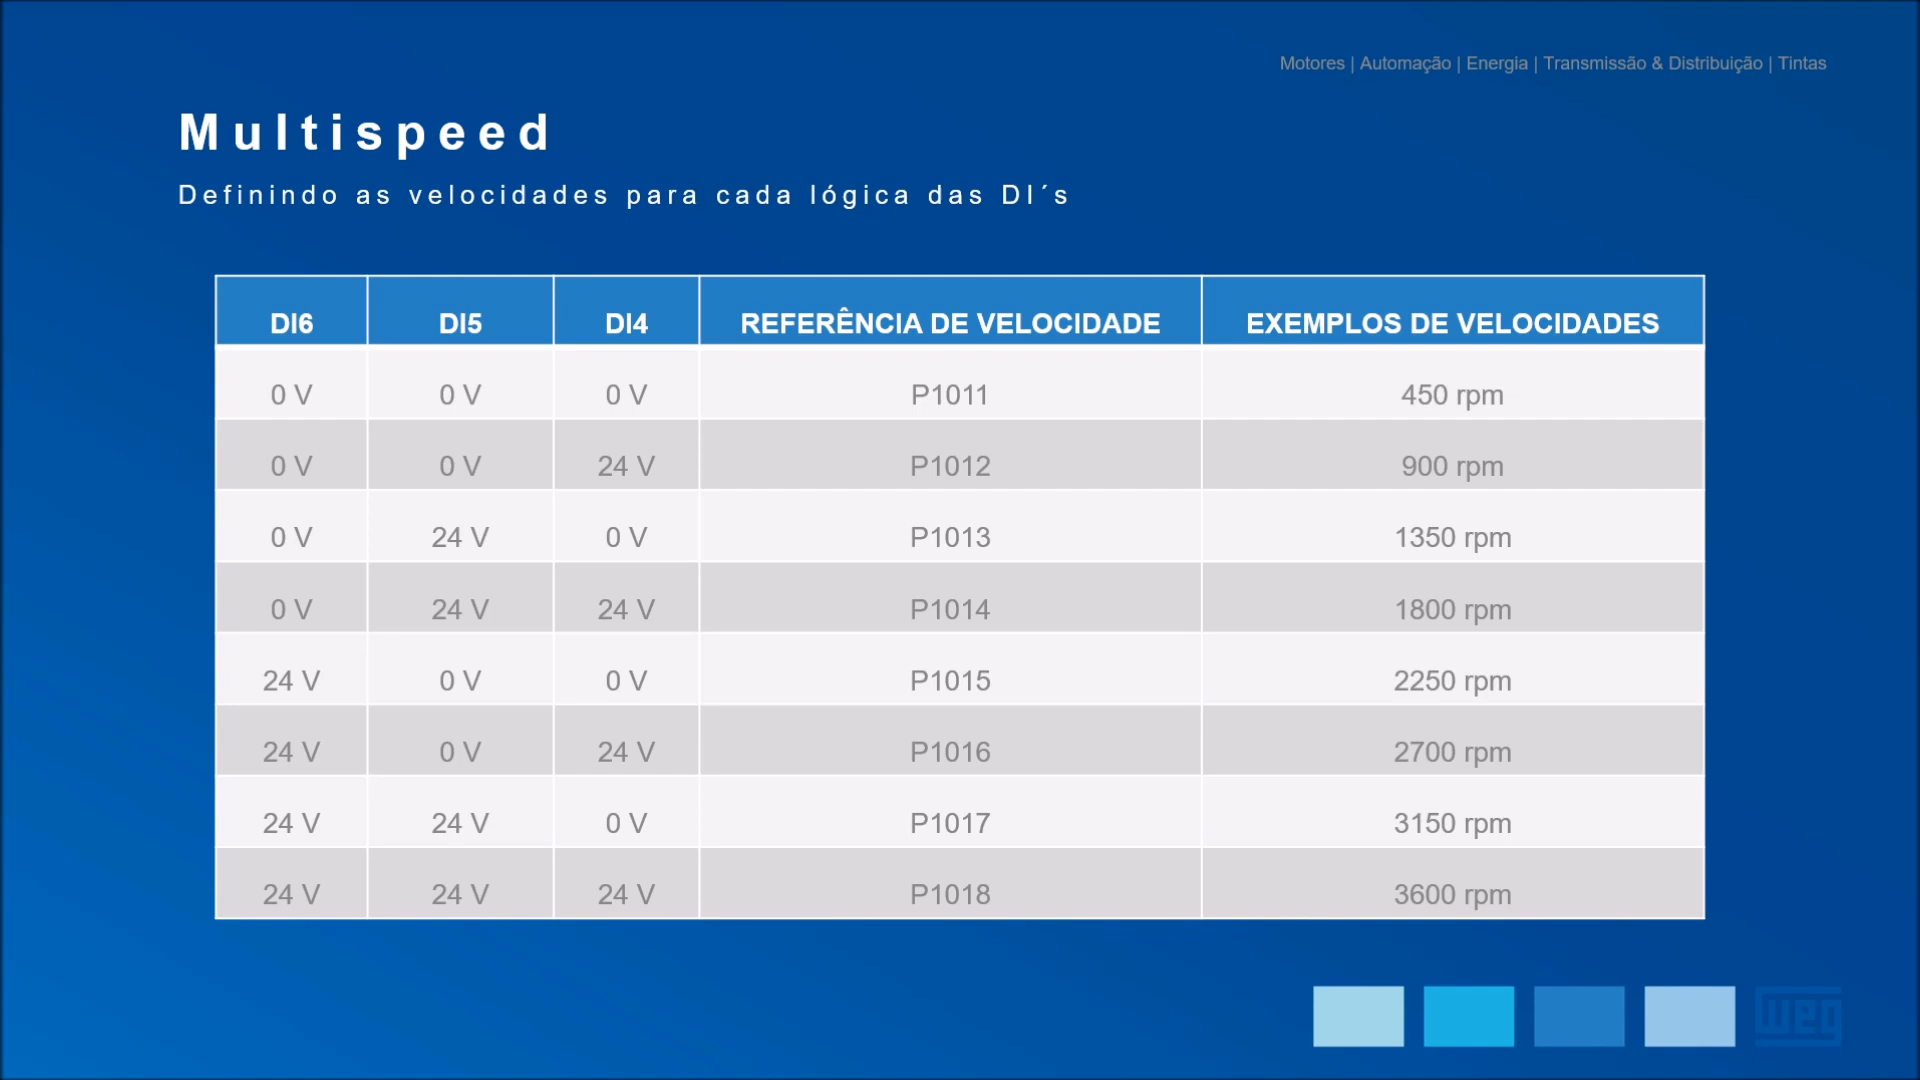 Motores | Automação | Energia | Transmissão & Distribuição | Tintas
Multispeed
Definindo as velocidades para cada lógica das DI´s
DI6 DI5 DI4 REFERÊNCIA DE VELOCIDADE EXEMPLOS DE VELOCIDADES
0 V 0 V 0 V P1011 450 rpm
0 V 0 V 24 V P1012 900 rpm
0 V 24 V 0 V P1013 1350 rpm
0 V 24 V 24 V P1014 1800 rpm
24 V 0 V 0 V P1015 2250 rpm
24 V 0 V 24 V P1016 2700 rpm
24 V 24 V 0 V P1017 3150 rpm
24 V 24 V 24 V P1018 3600 rpm
weg